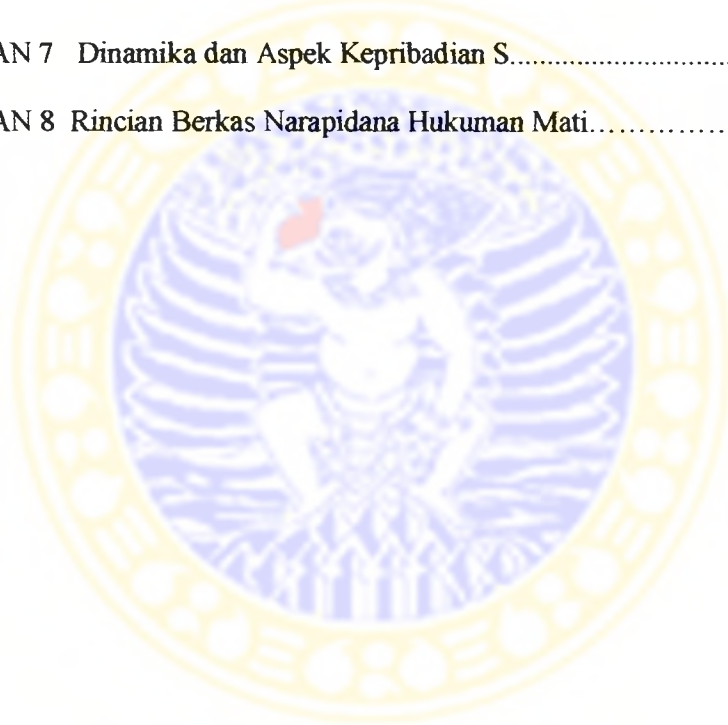 AN 7 Dinamika dan Aspek Kepribadian S............................
AN 8 Rincian Berkas Narapidana Hukuman Mati................